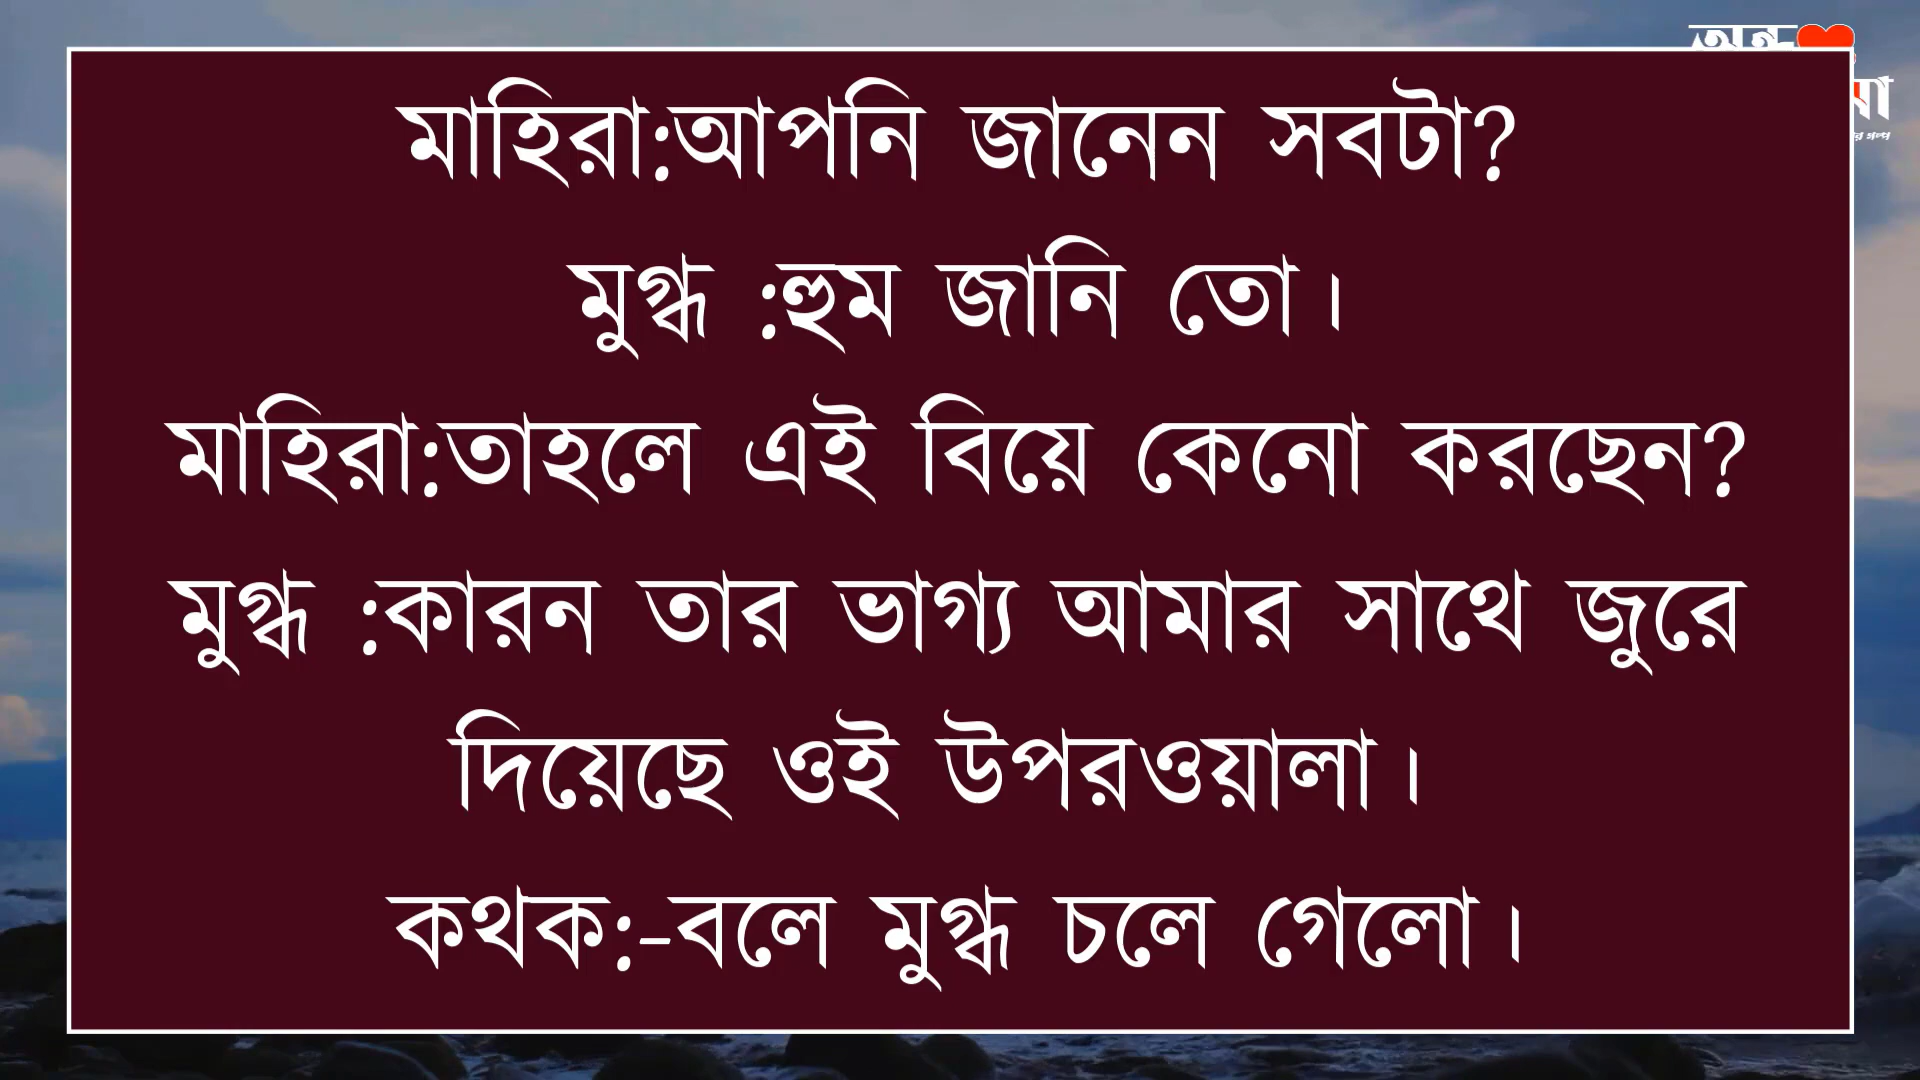 মাহিরা:আপনি জানেন সবটা?
মুগ্ধ :হুম জানি তো।
মাহিরা:তাহলে এই বিয়ে কেনো করছেন?
মুগ্ধ :কারন তার ভাগ্য আমার সাথে জুরে
দিয়েছে ওই উপরওয়ালা।
কথক:-বলে মুগ্ধ চলে গেলো।